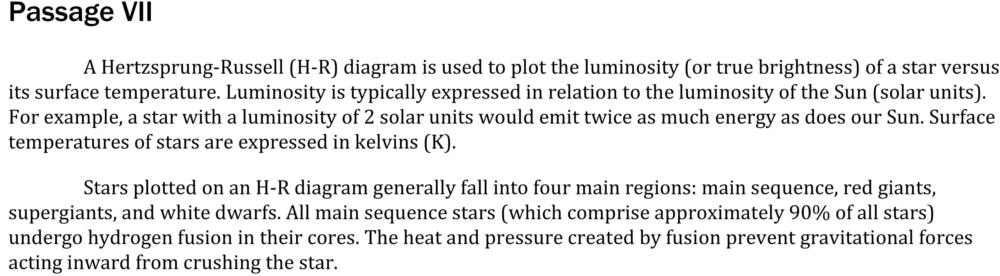 Passage VII
A Hertzsprung-Russell (H-R) diagram is used to plot the luminosity (or true brightness) of a star versus
its surface temperature. Luminosity is typically expressed in relation to the luminosity of the Sun (solar units).
For example, a star with a luminosity of 2 solar units would emit twice as much energy as does our Sun. Surface
temperatures of stars are expressed in kelvins (K).
Stars plotted on an H-R diagram generally fall into four main regions: main sequence, red giants,
supergiants, and white dwarfs. All main sequence stars (which comprise approximately 90% of all stars)
undergo hydrogen fusion in their cores. The heat and pressure created by fusion prevent gravitational forces
acting inward from crushing the star.